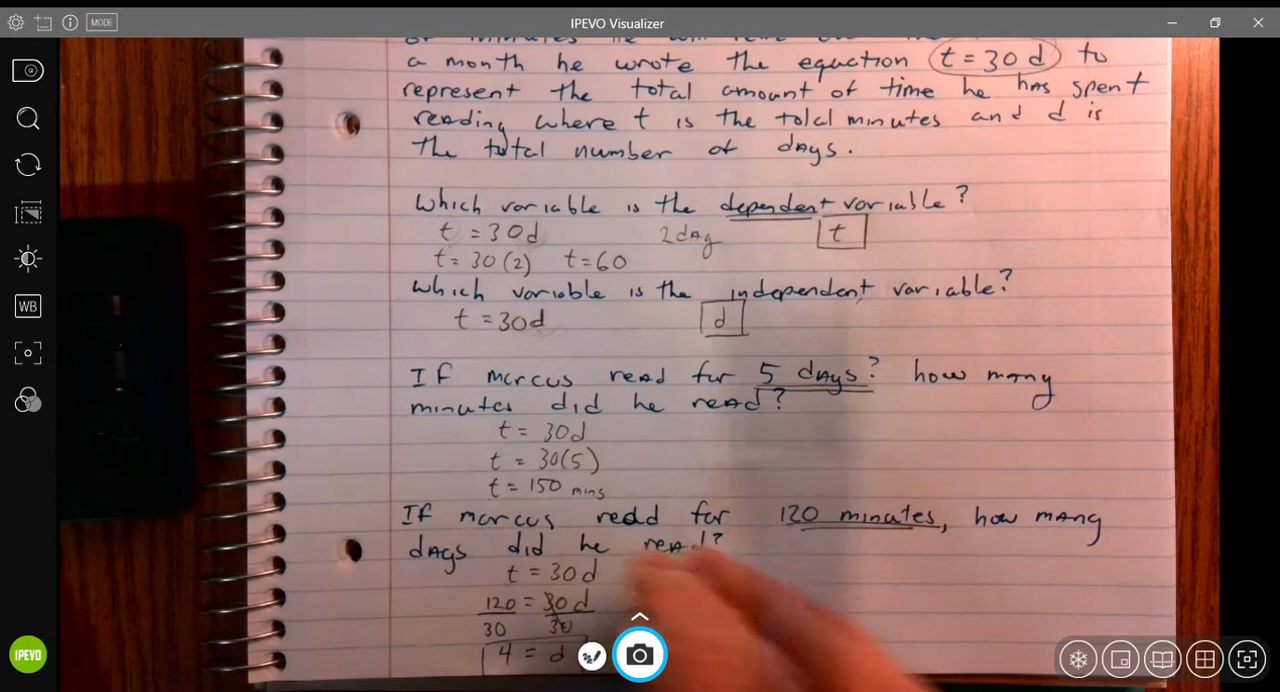 IPEVO Visualizer
MODE
a month he wrote the equation t = 30 d to
represent the total amount of time he has spent
reading where t is the total minutes and d is
the total number of days.
Which variable is the dependent variable?
t = 30d 2 day t
t = 30(2) t = 60
Which variable is the independent variable?
t = 30d d
If marcus read for 5 days? how many
minutes did he read?
t = 30d
t = 30(5)
t = 150 mins
If marcus read for 120 minutes, how many
days did he read?
t = 30d
120 = 30d
30 30
4 = d
WB
IPEVO